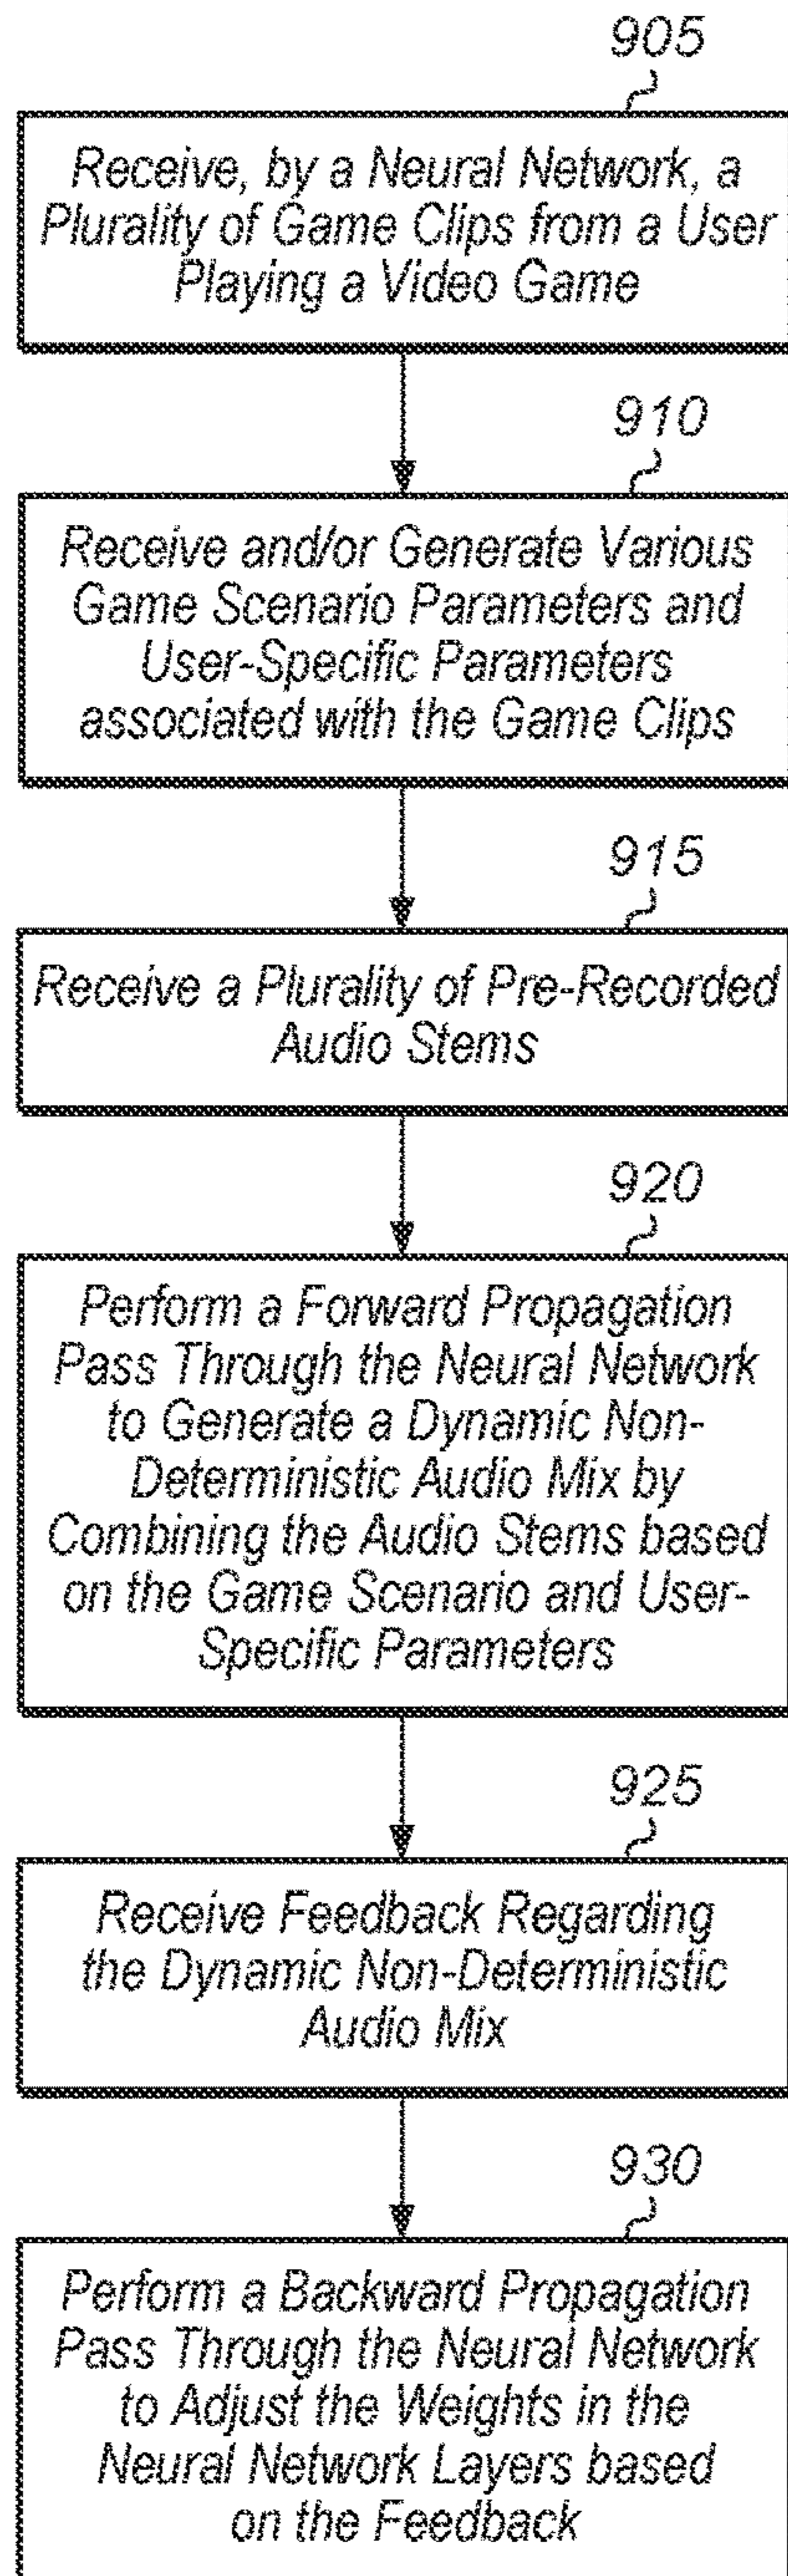 905
Receive, by a Neural Network, a
Plurality of Game Clips from a User
Playing a Video Game
910
Receive and/or Generate Various
Game Scenario Parameters and
User-Specific Parameters
associated with the Game Clips
915
Receive a Plurality of Pre-Recorded
Audio Stems
920
Perform a Forward Propagation
Pass Through the Neural Network
to Generate a Dynamic Non-
Deterministic Audio Mix by
Combining the Audio Stems based
on the Game Scenario and User-
Specific Parameters
925
Receive Feedback Regarding
the Dynamic Non-Deterministic
Audio Mix
930
Perform a Backward Propagation
Pass Through the Neural Network
to Adjust the Weights in the
Neural Network Layers based
on the Feedback